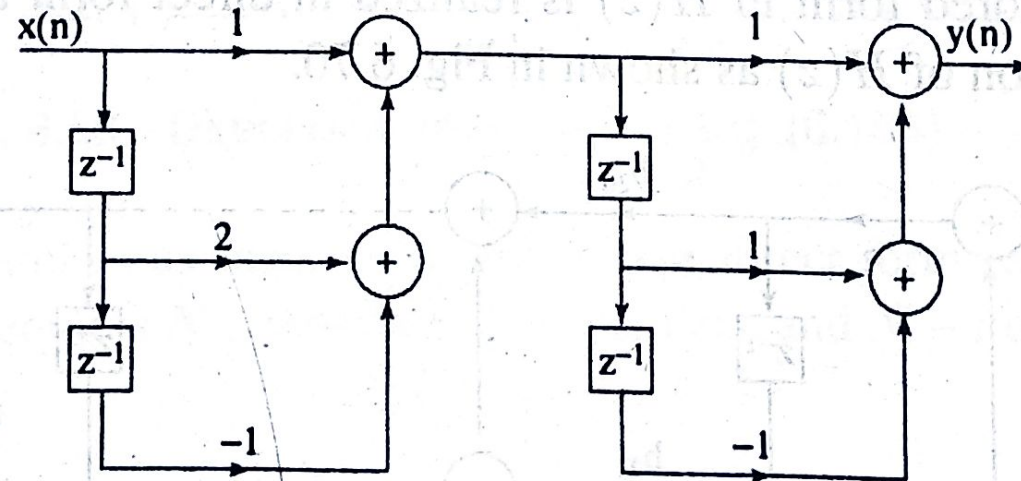 x(n) 1 + 1 + y(n)
z⁻¹ z⁻¹
2 + 1 +
z⁻¹ z⁻¹
−1 −1